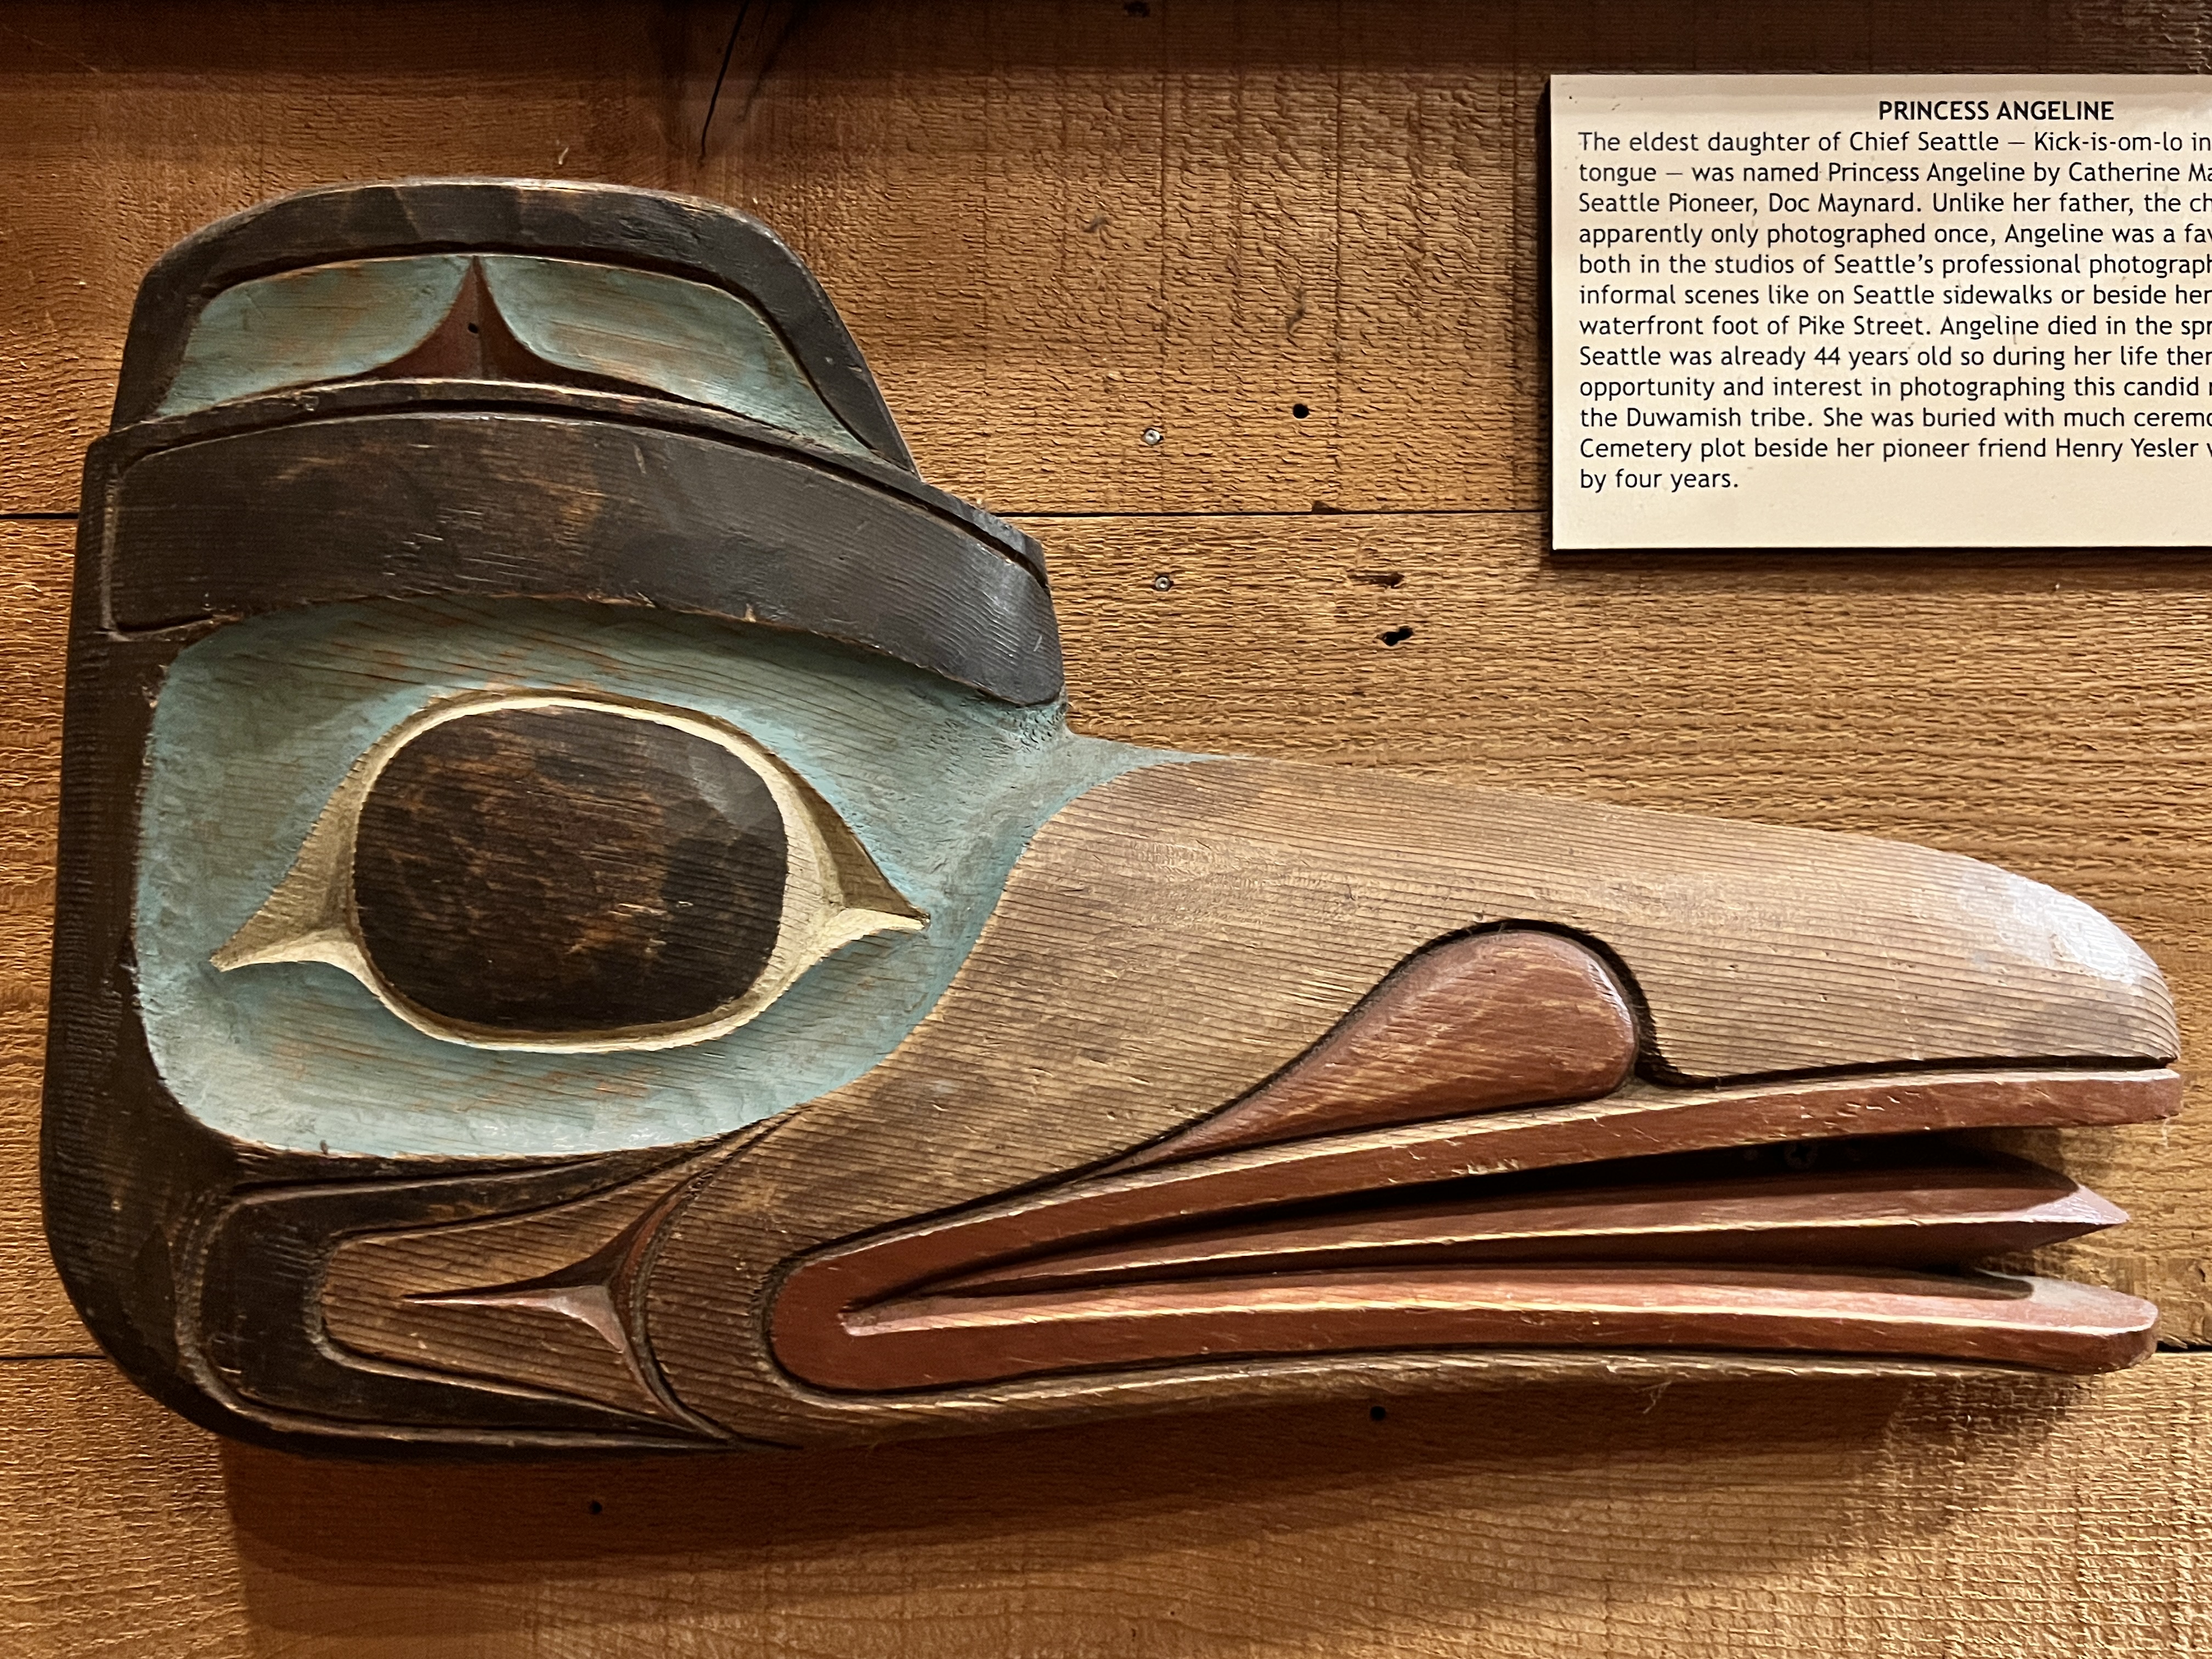 PRINCESS ANGELINE
The eldest daughter of Chief Seattle — Kick-is-om-lo in
tongue — was named Princess Angeline by Catherine
Seattle Pioneer, Doc Maynard. Unlike her father, the
apparently only photographed once, Angeline was a
both in the studios of Seattle's professional
informal scenes like on Seattle sidewalks or beside her
waterfront foot of Pike Street. Angeline died in the
Seattle was already 44 years old so during her life
opportunity and interest in photographing this candid
the Duwamish tribe. She was buried with much
Cemetery plot beside her pioneer friend Henry Yesler
by four years.